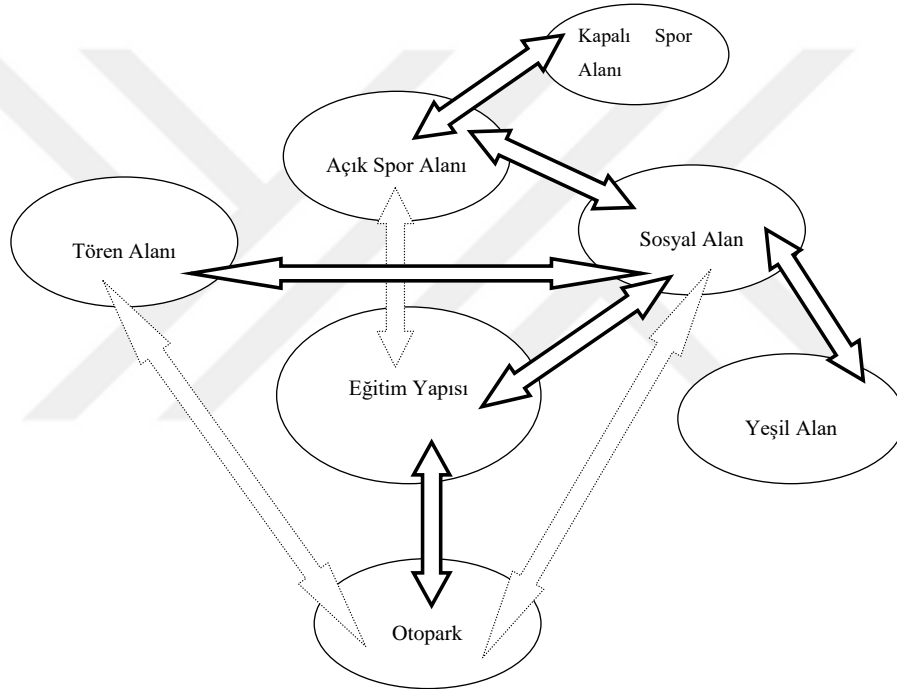 Kapalı Spor
Alanı
Açık Spor Alanı
Sosyal Alan
Tören Alanı
Eğitim Yapısı
Yeşil Alan
Otopark